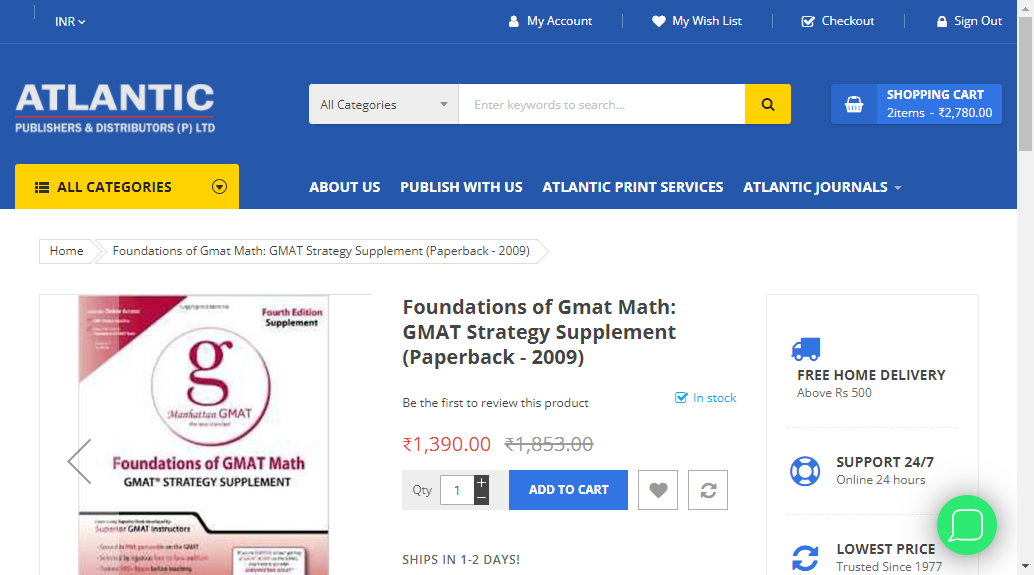 INR
My Account
My Wish List
Checkout
Sign Out
ATLANTIC
PUBLISHERS & DISTRIBUTORS (P) LTD
All Categories
Enter keywords to search...
SHOPPING CART
2items - ₹2,780.00
ALL CATEGORIES
ABOUT US
PUBLISH WITH US
ATLANTIC PRINT SERVICES
ATLANTIC JOURNALS
Home
Foundations of Gmat Math: GMAT Strategy Supplement (Paperback - 2009)
Fourth Edition
Supplement
g
Manhattan GMAT
Foundations of GMAT Math
GMAT® STRATEGY SUPPLEMENT
Superior GMAT Instructors
Foundations of Gmat Math:
GMAT Strategy Supplement
(Paperback - 2009)
Be the first to review this product
In stock
₹1,390.00 ₹1,853.00
Qty 1 + −
ADD TO CART
SHIPS IN 1-2 DAYS!
FREE HOME DELIVERY
Above Rs 500
SUPPORT 24/7
Online 24 hours
LOWEST PRICE
Trusted Since 1977